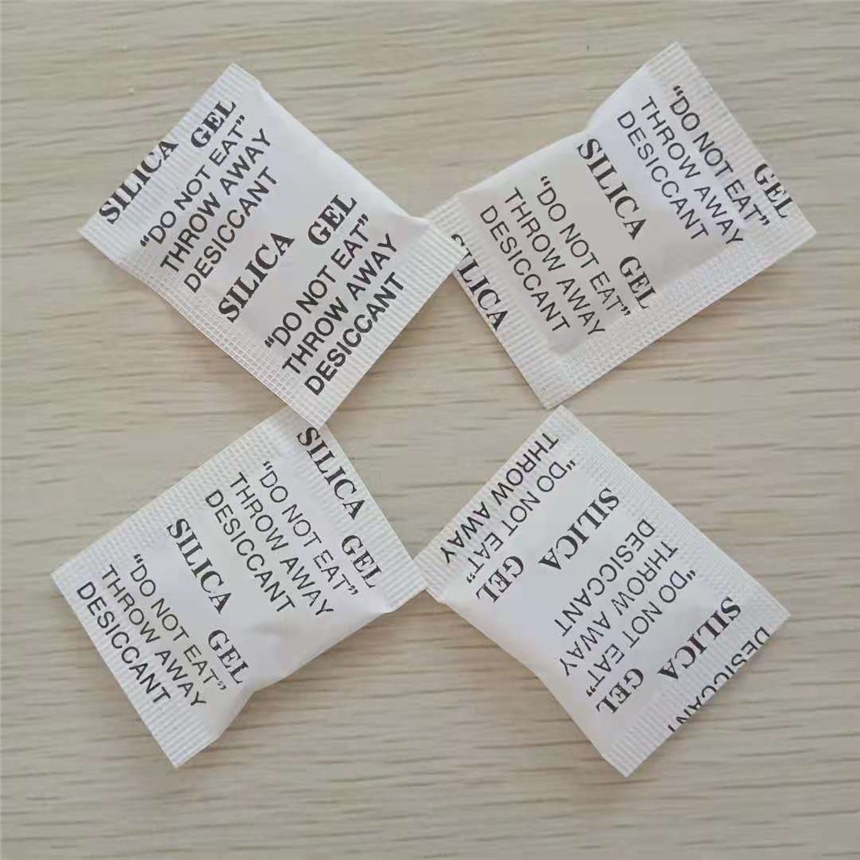 SILICA GEL
"DO NOT EAT"
THROW AWAY
DESICCANT
SILICA GEL
"DO NOT EAT"
THROW AWAY
DESICCANT
GEL
"DO NOT EAT"
THROW AWAY
DESICCANT
SILICA GEL
"DO NOT EAT"
THROW AWAY
DESICCANT
SILICA
SILICA GEL
"DO NOT EAT"
THROW AWAY
DESICCANT
SILICA GEL
"DO NOT EAT"
THROW AWAY
DESICCANT
THROW AWAY
"DO NOT EAT"
SILICA GEL
DESICCANT
THROW AWAY
"DO NOT EAT"
SILICA GEL
DESICCANT